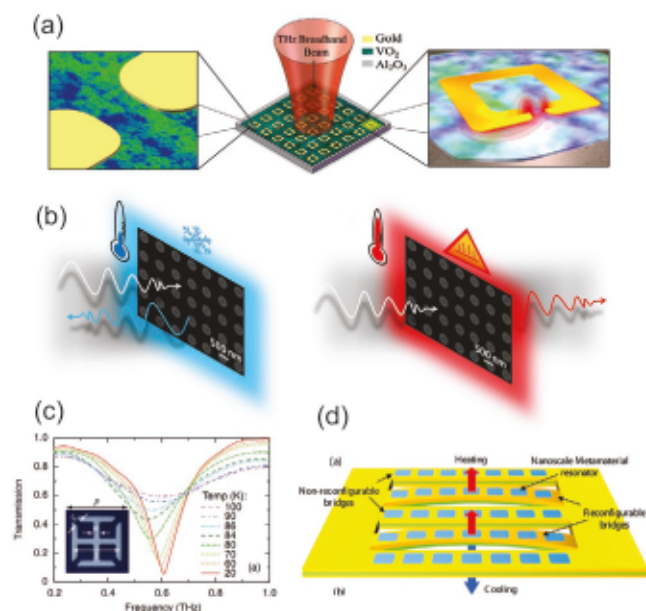 (a)
THz Broadband
Beam
Gold
VO2
Al2O3
(b)
500 nm
500 nm
(c)
Transmission
1.0
0.8
0.6
0.4
0.2
0
0.2
0.4
0.6
0.8
1.0
Frequency (THz)
P
Temp (K):
100
90
86
84
80
70
60
20
(a)
(d)
[a]
Heating
Nanoscale Metamaterial
resonator
Non-reconfigurable
bridges
Reconfigurable
bridges
(b)
Cooling